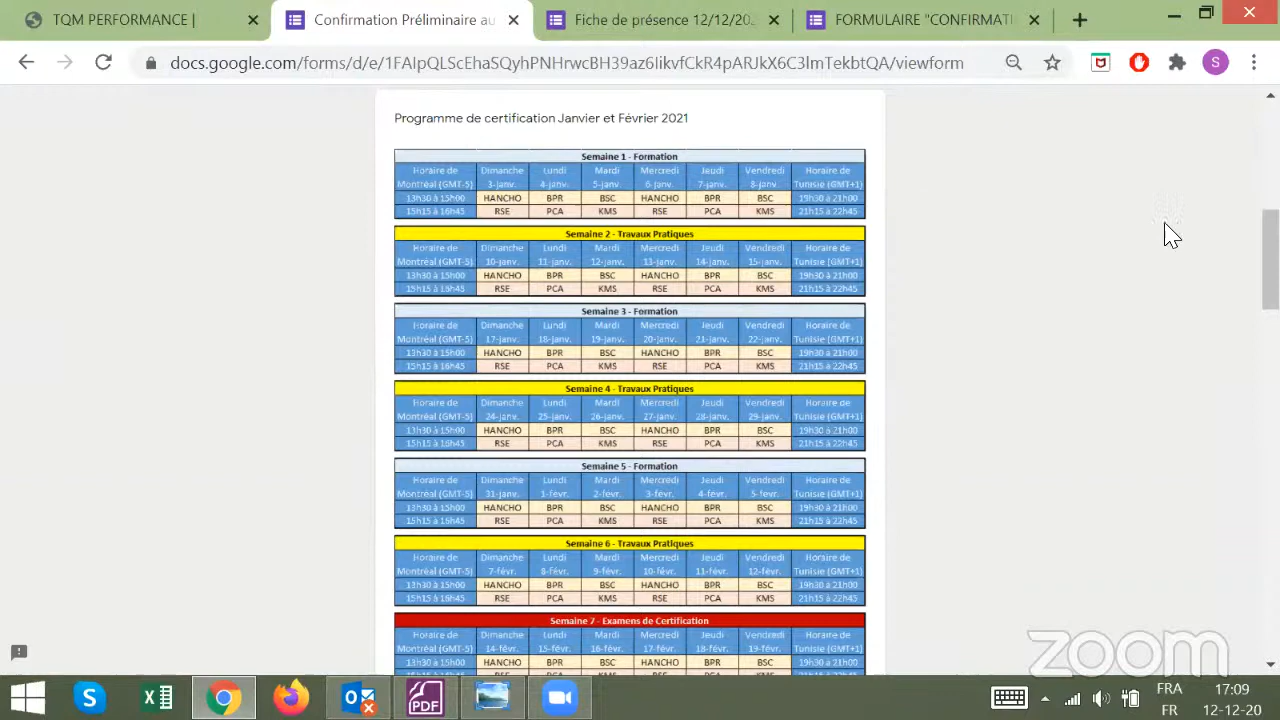 TQM PERFORMANCE |
Confirmation Préliminaire au
Fiche de présence 12/12/202
FORMULAIRE "CONFIRMATI
docs.google.com/forms/d/e/1FAIpQLScEhaSQyhPNHrwcBH39az6IikvfCkR4pARJkX6C3lmTekbtQA/viewform
S
Programme de certification Janvier et Février 2021
Semaine 1 - Formation
Horaire de Dimanche Lundi Mardi Mercredi Jeudi Vendredi Horaire de
Montréal (GMT-5) 3-janv. 4-janv. 5-janv. 6-janv. 7-janv. 8-janv. Tunisie (GMT+1)
13h30 à 15h00 HANCHO BPR BSC HANCHO BPR BSC 19h30 à 21h00
15h15 à 16h45 RSE PCA KMS RSE PCA KMS 21h15 à 22h45
Semaine 2 - Travaux Pratiques
Horaire de Dimanche Lundi Mardi Mercredi Jeudi Vendredi Horaire de
Montréal (GMT-5) 10-janv. 11-janv. 12-janv. 13-janv. 14-janv. 15-janv. Tunisie (GMT+1)
13h30 à 15h00 HANCHO BPR BSC HANCHO BPR BSC 19h30 à 21h00
15h15 à 16h45 RSE PCA KMS RSE PCA KMS 21h15 à 22h45
Semaine 3 - Formation
Horaire de Dimanche Lundi Mardi Mercredi Jeudi Vendredi Horaire de
Montréal (GMT-5) 17-janv. 18-janv. 19-janv. 20-janv. 21-janv. 22-janv. Tunisie (GMT+1)
13h30 à 15h00 HANCHO BPR BSC HANCHO BPR BSC 19h30 à 21h00
15h15 à 16h45 RSE PCA KMS RSE PCA KMS 21h15 à 22h45
Semaine 4 - Travaux Pratiques
Horaire de Dimanche Lundi Mardi Mercredi Jeudi Vendredi Horaire de
Montréal (GMT-5) 24-janv. 25-janv. 26-janv. 27-janv. 28-janv. 29-janv. Tunisie (GMT+1)
13h30 à 15h00 HANCHO BPR BSC HANCHO BPR BSC 19h30 à 21h00
15h15 à 16h45 RSE PCA KMS RSE PCA KMS 21h15 à 22h45
Semaine 5 - Formation
Horaire de Dimanche Lundi Mardi Mercredi Jeudi Vendredi Horaire de
Montréal (GMT-5) 31-janv. 1-févr. 2-févr. 3-févr. 4-févr. 5-févr. Tunisie (GMT+1)
13h30 à 15h00 HANCHO BPR BSC HANCHO BPR BSC 19h30 à 21h00
15h15 à 16h45 RSE PCA KMS RSE PCA KMS 21h15 à 22h45
Semaine 6 - Travaux Pratiques
Horaire de Dimanche Lundi Mardi Mercredi Jeudi Vendredi Horaire de
Montréal (GMT-5) 7-févr. 8-févr. 9-févr. 10-févr. 11-févr. 12-févr. Tunisie (GMT+1)
13h30 à 15h00 HANCHO BPR BSC HANCHO BPR BSC 19h30 à 21h00
15h15 à 16h45 RSE PCA KMS RSE PCA KMS 21h15 à 22h45
Semaine 7 - Examens de Certification
Horaire de Dimanche Lundi Mardi Mercredi Jeudi Vendredi Horaire de
Montréal (GMT-5) 14-févr. 15-févr. 16-févr. 17-févr. 18-févr. 19-févr. Tunisie (GMT+1)
13h30 à 15h00 HANCHO BPR BSC HANCHO BPR BSC 19h30 à 21h00
zoom
PDF
FRA 17:09
FR 12-12-20